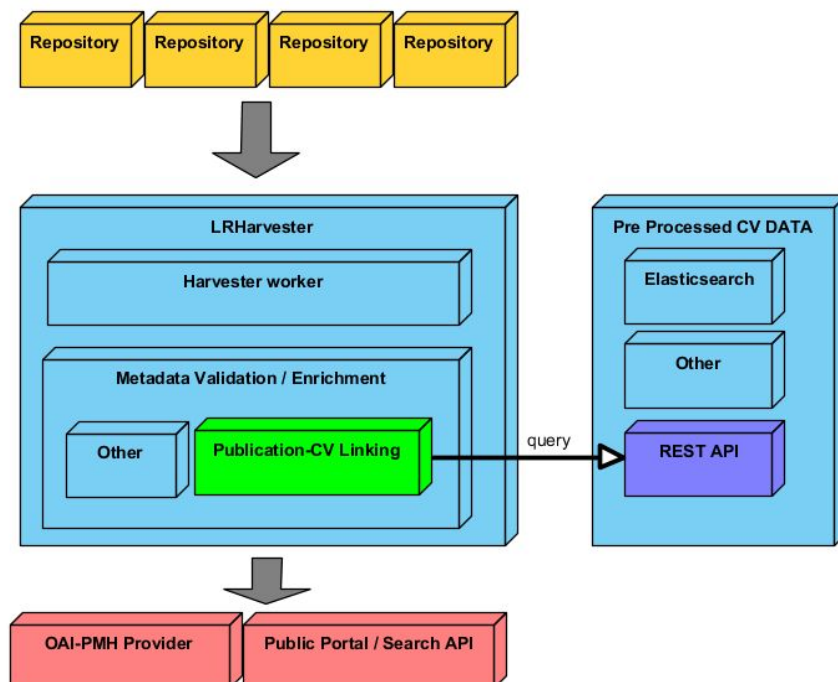 Repository
Repository
Repository
Repository
LRHarvester
Pre Processed CV DATA
Harvester worker
Elasticsearch
Metadata Validation / Enrichment
Other
Other
Publication-CV Linking
query
REST API
OAI-PMH Provider
Public Portal / Search API